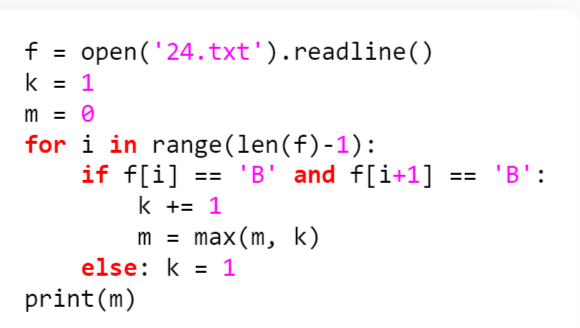 f = open('24.txt').readline()
k = 1
m = 0
for i in range(len(f)-1):
    if f[i] == 'B' and f[i+1] == 'B':
        k += 1
        m = max(m, k)
    else: k = 1
print(m)